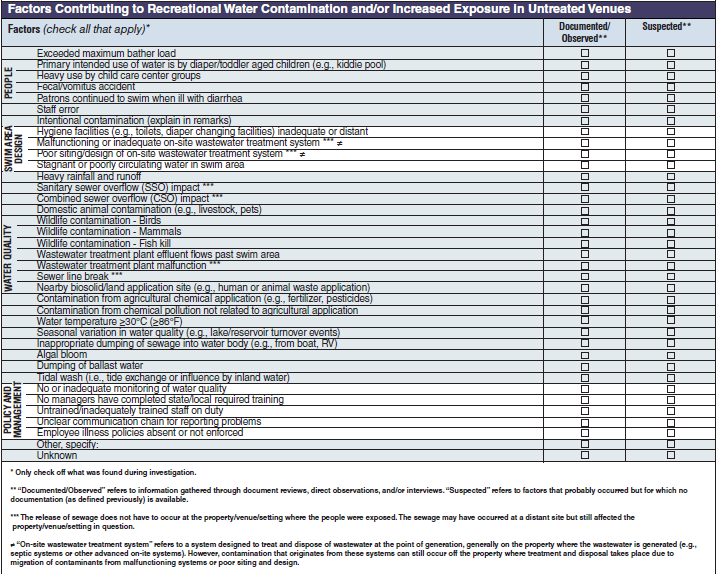 Factors Contributing to Recreational Water Contamination and/or Increased Exposure in Untreated Venues
Factors (check all that apply)*
Documented/
Observed**
Suspected**
PEOPLE
Exceeded maximum bather load
Primary intended use of water is by diaper/toddler aged children (e.g., kiddie pool)
Heavy use by child care center groups
Fecal/vomitus accident
Patrons continued to swim when ill with diarrhea
Staff error
Intentional contamination (explain in remarks)
SWIM AREA
DESIGN
Hygiene facilities (e.g., toilets, diaper changing facilities) inadequate or distant
Malfunctioning or inadequate on-site wastewater treatment system *** ≠
Poor siting/design of on-site wastewater treatment system *** ≠
Stagnant or poorly circulating water in swim area
WATER QUALITY
Heavy rainfall and runoff
Sanitary sewer overflow (SSO) impact ***
Combined sewer overflow (CSO) impact ***
Domestic animal contamination (e.g., livestock, pets)
Wildlife contamination - Birds
Wildlife contamination - Mammals
Wildlife contamination - Fish kill
Wastewater treatment plant effluent flows past swim area
Wastewater treatment plant malfunction ***
Sewer line break ***
Nearby biosolid/land application site (e.g., human or animal waste application)
Contamination from agricultural chemical application (e.g., fertilizer, pesticides)
Contamination from chemical pollution not related to agricultural application
Water temperature ≥30°C (≥86°F)
Seasonal variation in water quality (e.g., lake/reservoir turnover events)
Inappropriate dumping of sewage into water body (e.g., from boat, RV)
Algal bloom
Dumping of ballast water
Tidal wash (i.e., tide exchange or influence by inland water)
POLICY AND
MANAGEMENT
No or inadequate monitoring of water quality
No managers have completed state/local required training
Untrained/inadequately trained staff on duty
Unclear communication chain for reporting problems
Employee illness policies absent or not enforced
Other, specify:
Unknown
* Only check off what was found during investigation.
** "Documented/Observed" refers to information gathered through document reviews, direct observations, and/or interviews. "Suspected" refers to factors that probably occurred but for which no
documentation (as defined previously) is available.
*** The release of sewage does not have to occur at the property/venue/setting where the people were exposed. The sewage may have occurred at a distant site but still affected the
property/venue/setting in question.
≠ "On-site wastewater treatment system" refers to a system designed to treat and dispose of wastewater at the point of generation, generally on the property where the wastewater is generated (e.g.,
septic systems or other advanced on-ite systems). However, contamination that originates from these systems can still occur off the property where treatment and disposal takes place due to
migration of contaminants from malfunctioning systems or poor siting and design.